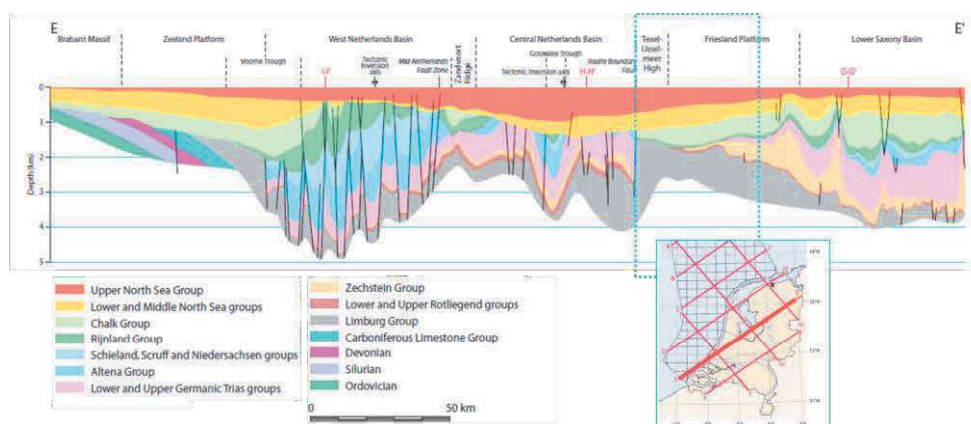 E
E'
Brabant Massif
Zeeland Platform
West Netherlands Basin
Central Netherlands Basin
Texel-
IJssel-
meer
High
Friesland Platform
Lower Saxony Basin
Voorne Trough
Tectonic
Inversion
axis
Mid Netherlands
Fault Zone
Zandvoort
Ridge
Gouwzee Trough
Tectonic Inversion axis
H-H'
Raalte Boundary
Fault
G-G'
0
1
2
3
4
5
Depth (km)
Upper North Sea Group
Lower and Middle North Sea groups
Chalk Group
Rijnland Group
Schieland, Scruff and Niedersachsen groups
Altena Group
Lower and Upper Germanic Trias groups
Zechstein Group
Lower and Upper Rotliegend groups
Limburg Group
Carboniferous Limestone Group
Devonian
Silurian
Ordovician
0
50 km